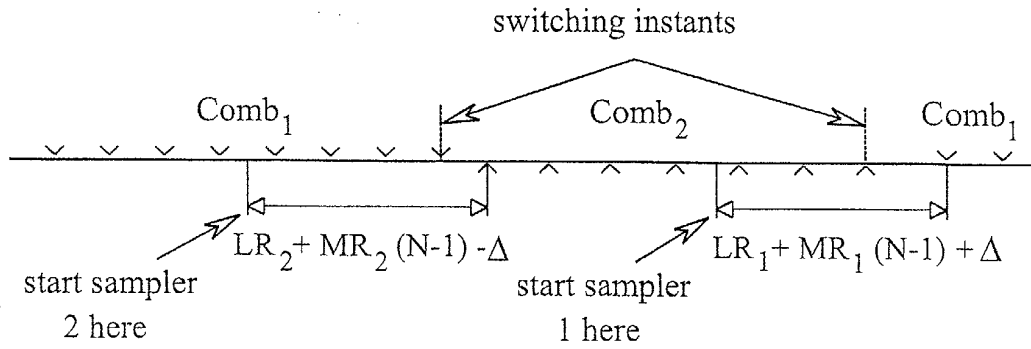 switching instants
Comb₁
Comb₂
Comb₁
LR₂+ MR₂ (N-1) -Δ
LR₁+ MR₁ (N-1) + Δ
start sampler
2 here
start sampler
1 here